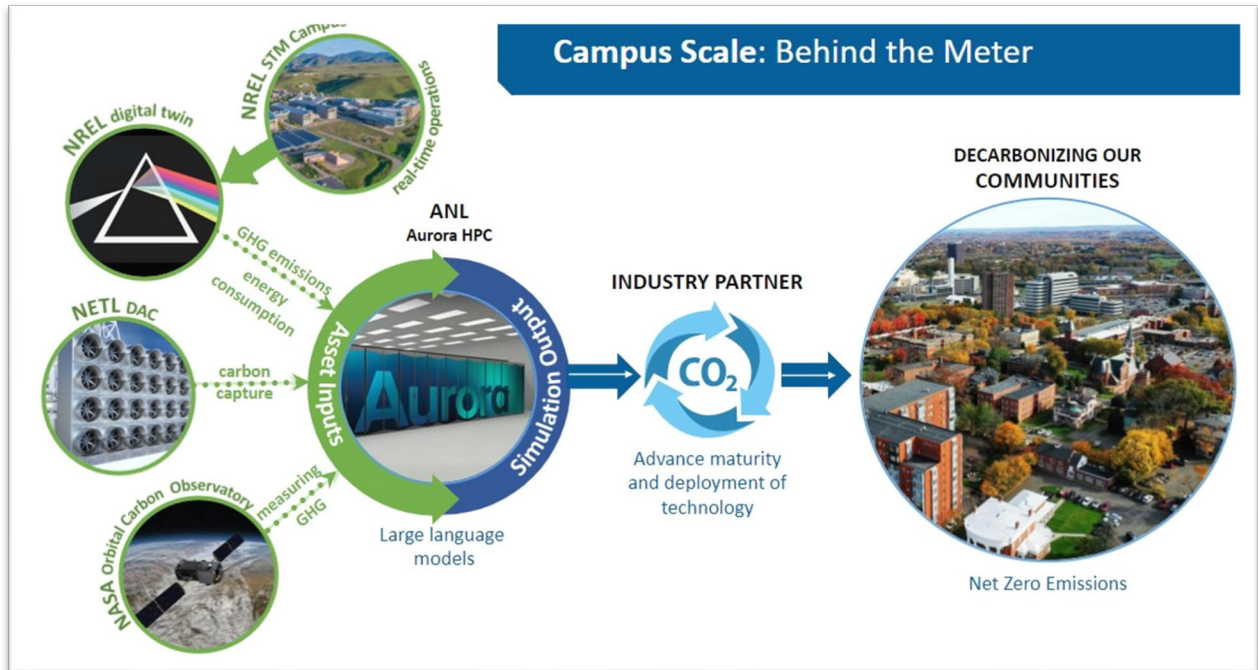 Campus Scale: Behind the Meter
NREL STM Campus
real-time operations
NREL digital twin
GHG emissions
energy
consumption
NETL DAC
carbon
capture
NASA Orbital Carbon Observatory
measuring
GHG
ANL
Aurora HPC
Asset Inputs
Aurora
Simulation Output
Large language
models
INDUSTRY PARTNER
CO₂
Advance maturity
and deployment of
technology
DECARBONIZING OUR
COMMUNITIES
Net Zero Emissions